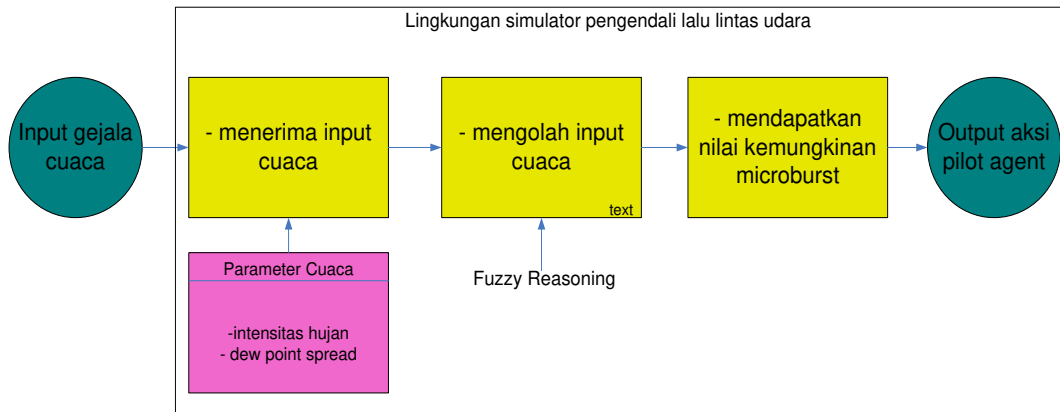 Lingkungan simulator pengendali lalu lintas udara
Input gejala
cuaca
- menerima input
cuaca
- mengolah input
cuaca
text
- mendapatkan
nilai kemungkinan
microburst
Output aksi
pilot agent
Parameter Cuaca
-intensitas hujan
- dew point spread
Fuzzy Reasoning